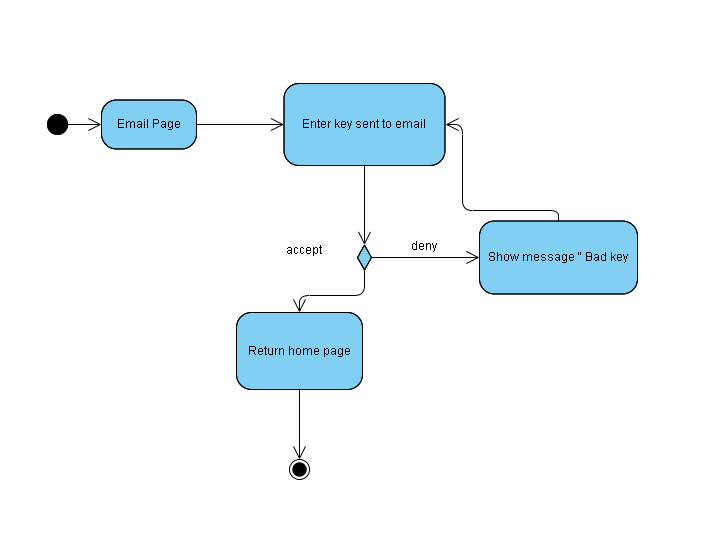 Email Page
Enter key sent to email
accept
deny
Show message " Bad key
Return home page